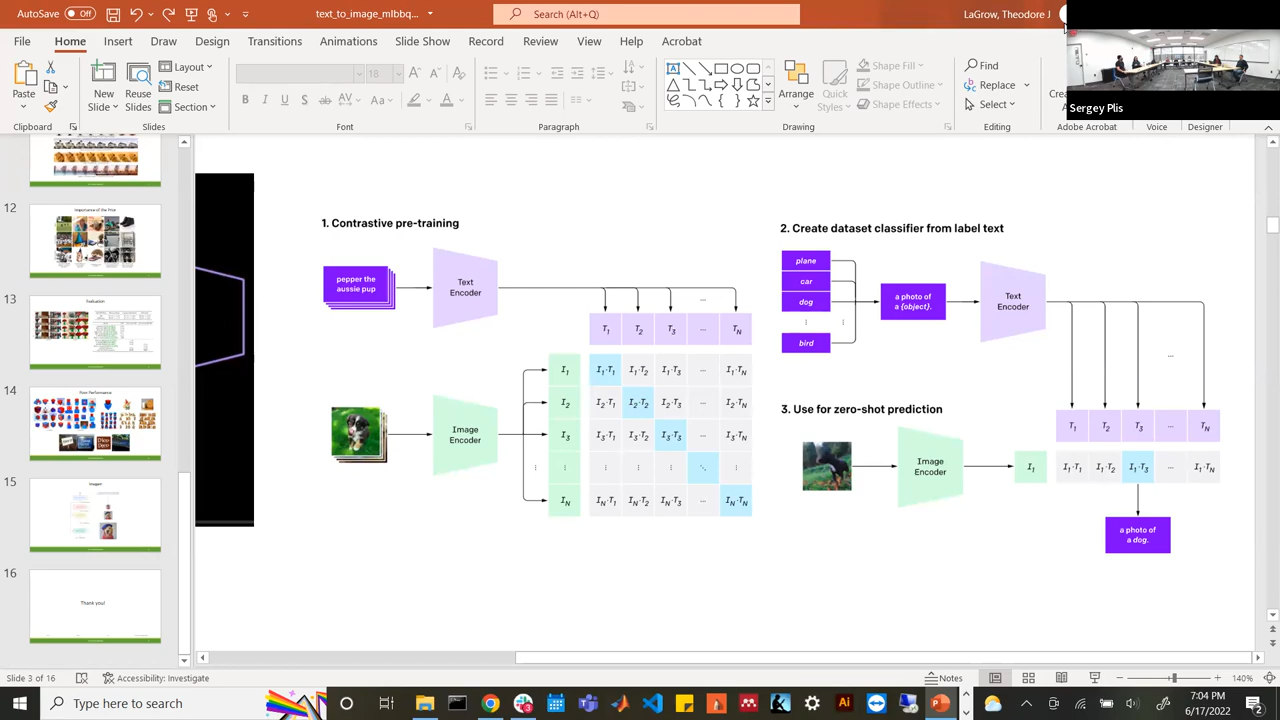 AutoSave Off
text_to_image_mlbq...
Search (Alt+Q)
LaGrow, Theodore J
File Home Insert Draw Design Transitions Animations Slide Show Record Review View Help Acrobat
Paste
New Slide
Reuse Slides
Layout
Reset
Section
18
Shape Fill
Shape Outline
Shape Effects
Arrange
Quick Styles
Find
Replace
Select
Clipboard
Slides
Font
Paragraph
Drawing
Editing
Adobe Acrobat
Voice
Designer
Sergey Plis
12
13
Evaluation
14
Poor Performance
15
Imagen
16
Thank you!
1. Contrastive pre-training
pepper the
aussie pup
Text
Encoder
T1 T2 T3 ... TN
I1 I1·T1 I1·T2 I1·T3 ... I1·TN
I2 I2·T1 I2·T2 I2·T3 ... I2·TN
I3 I3·T1 I3·T2 I3·T3 ... I3·TN
⋮ ⋮ ⋮ ⋮ ⋱ ⋮
IN IN·T1 IN·T2 IN·T3 ... IN·TN
Image
Encoder
2. Create dataset classifier from label text
plane
car
dog
⋮
bird
a photo of
a {object}.
Text
Encoder
...
3. Use for zero-shot prediction
Image
Encoder
T1 T2 T3 ... TN
I1 I1·T1 I1·T2 I1·T3 ... I1·TN
a photo of
a dog.
Slide 3 of 16
Accessibility: Investigate
Notes
140%
Type here to search
7:04 PM
6/17/2022